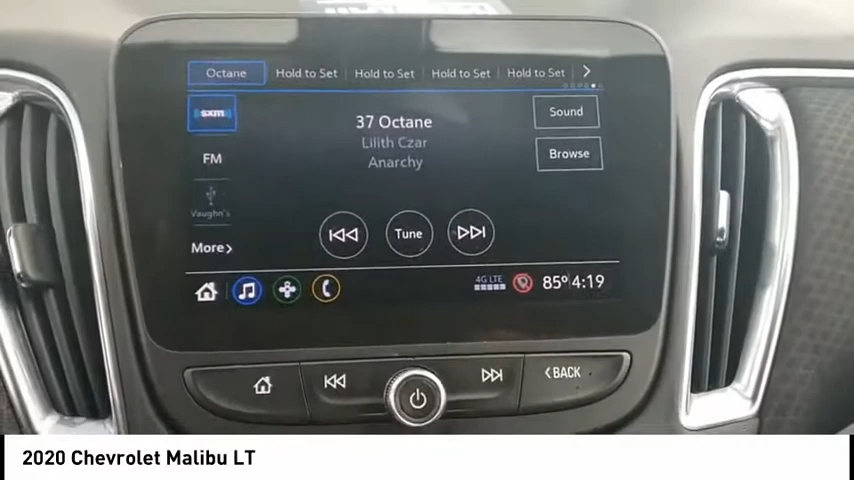 Octane Hold to Set Hold to Set Hold to Set Hold to Set
sxm 37 Octane Sound
Lilith Czar
Anarchy
FM Browse
Vaughn's
More Tune
4G LTE 85° 4:19
BACK
2020 Chevrolet Malibu LT